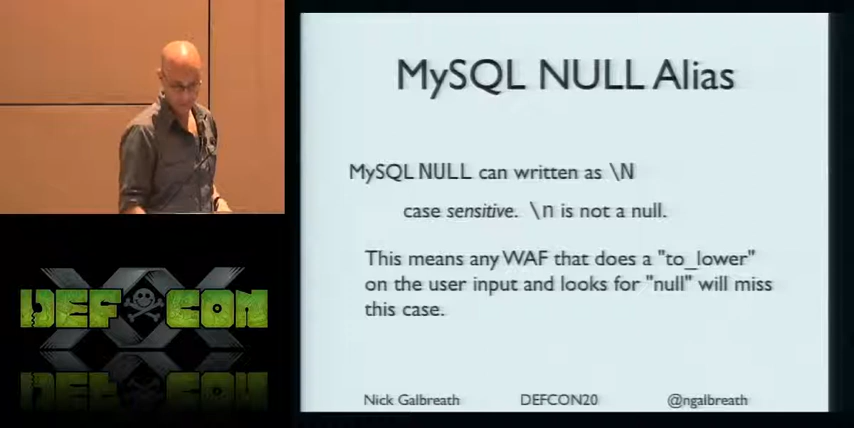 MySQL NULL Alias
MySQL NULL can written as \N
case sensitive. \n is not a null.
This means any WAF that does a "to_lower"
on the user input and looks for "null" will miss
this case.
Nick Galbreath DEFCON20 @ngalbreath
XX
DEF CON